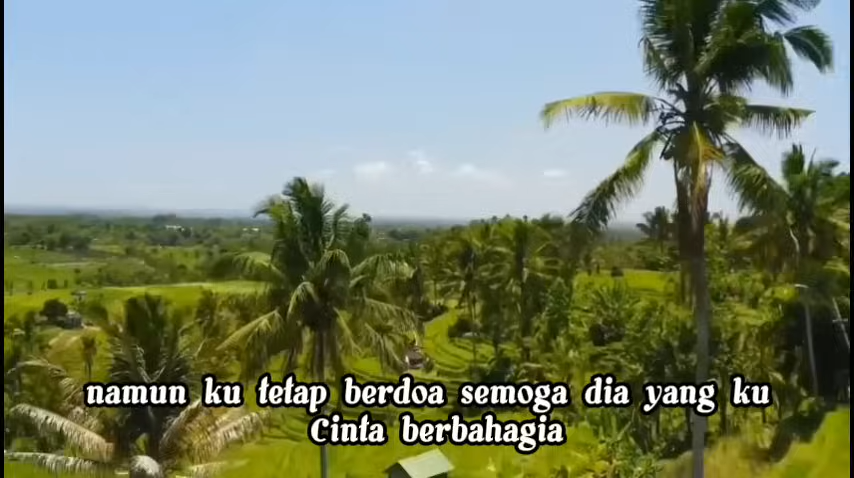 namun ku tetap berdoa semoga dia yang ku
Cinta berbahagia